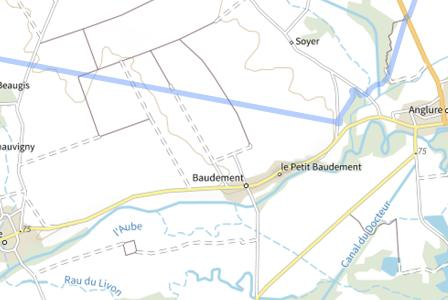 Soyer
Beaugis
Anglure
auvigny
75
le Petit Baudement
Baudement
l'Aube
75
e
Canal du Docteur
Rau du Livon